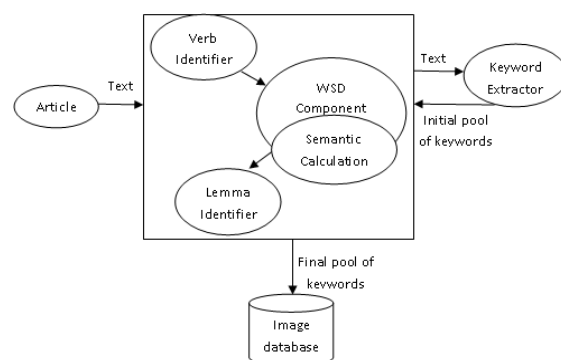 Verb
Identifier
Text
Article
WSD
Component
Semantic
Calculation
Lemma
Identifier
Text
Keyword
Extractor
Initial pool
of keywords
Final pool of
keywords
Image
database